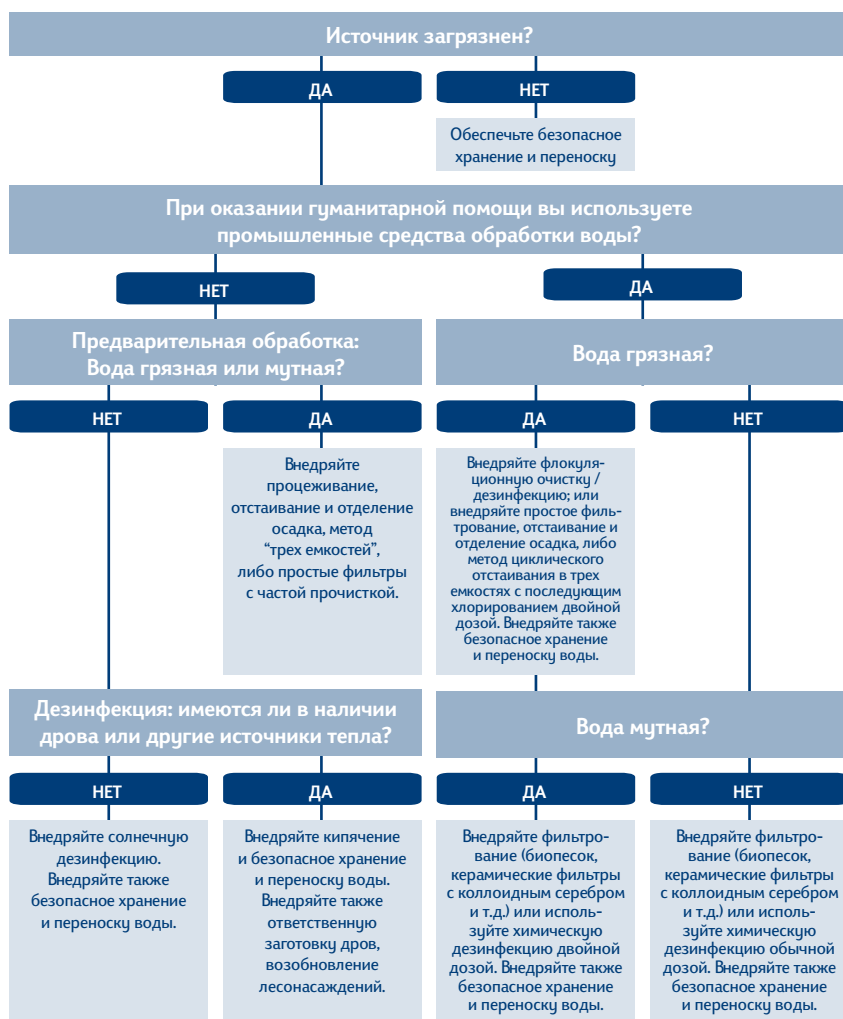 Источник загрязнен?
ДА
НЕТ
Обеспечьте безопасное
хранение и переноску
При оказании гуманитарной помощи вы используете
промышленные средства обработки воды?
НЕТ
ДА
Предварительная обработка:
Вода грязная или мутная?
Вода грязная?
НЕТ
ДА
ДА
НЕТ
Внедряйте
процеживание,
отстаивание и отделение
осадка, метод
“трех емкостей”,
либо простые фильтры
с частой прочисткой.
Внедряйте флокуля-
ционную очистку /
дезинфекцию; или
внедряйте простое филь-
трование, отстаивание и
отделение осадка, либо
метод циклического
отстаивания в трех
емкостях с последующим
хлорированием двойной
дозой. Внедряйте также
безопасное хранение
и переноску воды.
Дезинфекция: имеются ли в наличии
дрова или другие источники тепла?
Вода мутная?
НЕТ
ДА
ДА
НЕТ
Внедряйте солнечную
дезинфекцию.
Внедряйте также
безопасное хранение
и переноску воды.
Внедряйте кипячение
и безопасное хранение
и переноску воды.
Внедряйте также
ответственную
заготовку дров,
возобновление
лесонасаждений.
Внедряйте фильтро-
вание (биопесок,
керамические фильтры
с коллоидным серебром
и т.д.) или исполь-
зуйте химическую
дезинфекцию двойной
дозой. Внедряйте также
безопасное хранение
и переноску воды.
Внедряйте фильтро-
вание (биопесок,
керамические фильтры
с коллоидным серебром
и т.д.) или исполь-
зуйте химическую
дезинфекцию обычной
дозой. Внедряйте также
безопасное хранение
и переноску воды.